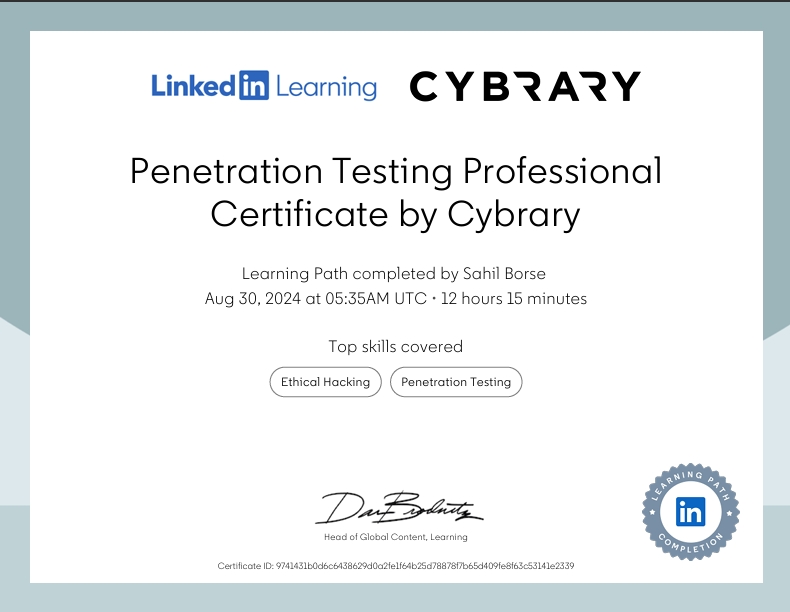 Linked in Learning CYBRARY
Penetration Testing Professional
Certificate by Cybrary
Learning Path completed by Sahil Borse
Aug 30, 2024 at 05:35AM UTC • 12 hours 15 minutes
Top skills covered
Ethical Hacking Penetration Testing
Dan Brodnitz
Head of Global Content, Learning
LEARNING PATH
in
COMPLETION
Certificate ID: 9741431b0d6c6438629d0a2fe1f64b25d78878f7b65d409fe8f63c53141e2339